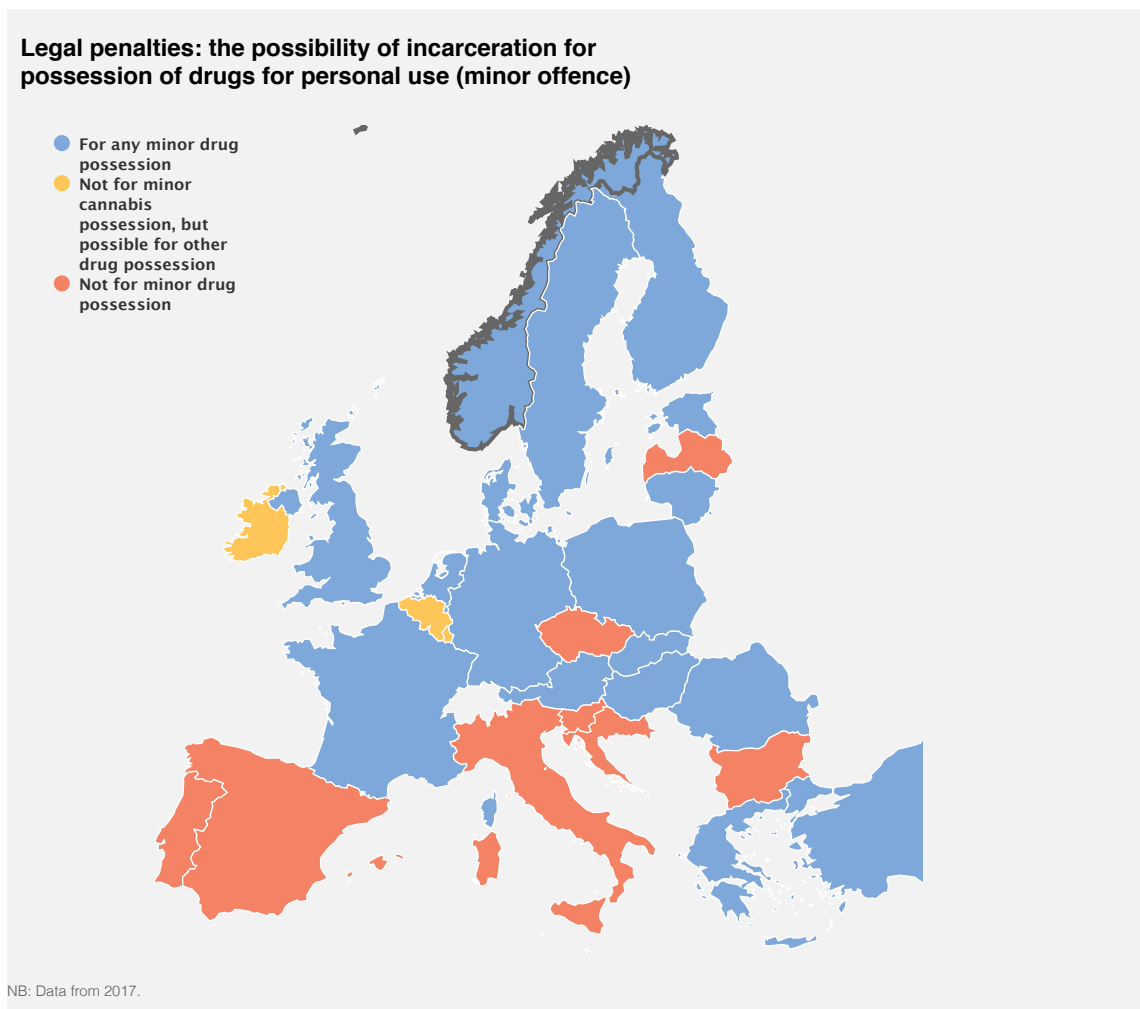 Legal penalties: the possibility of incarceration for
possession of drugs for personal use (minor offence)
For any minor drug
possession
Not for minor
cannabis
possession, but
possible for other
drug possession
Not for minor drug
possession
NB: Data from 2017.